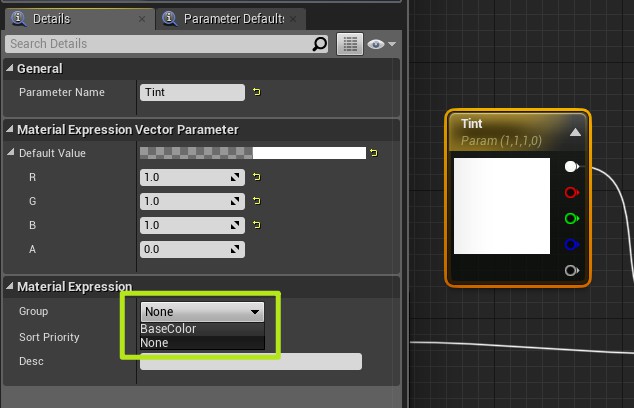 Details
Parameter Defaults
Search Details
General
Parameter Name
Tint
Material Expression Vector Parameter
Default Value
R
1.0
G
1.0
B
1.0
A
0.0
Material Expression
Group
None
BaseColor
None
Sort Priority
Desc
Tint
Param (1,1,1,0)